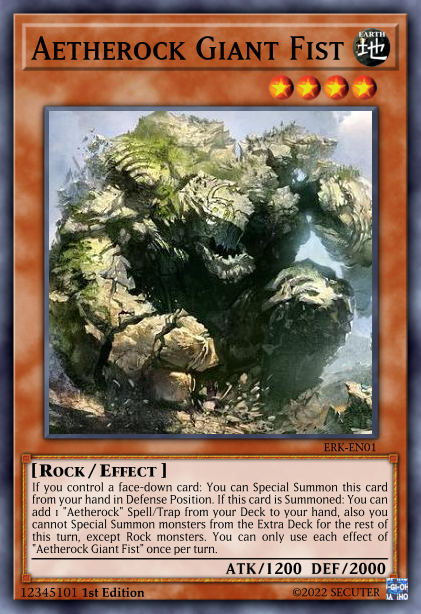 AETHEROCK GIANT FIST
EARTH
地
ERK-EN01
[ROCK / EFFECT ]
If you control a face-down card: You can Special Summon this card
from your hand in Defense Position. If this card is Summoned: You can
add 1 "Aetherock" Spell/Trap from your Deck to your hand, also you
cannot Special Summon monsters from the Extra Deck for the rest of
this turn, except Rock monsters. You can only use each effect of
"Aetherock Giant Fist" once per turn.
ATK/1200 DEF/2000
12345101 1st Edition
©2022 SECUTER